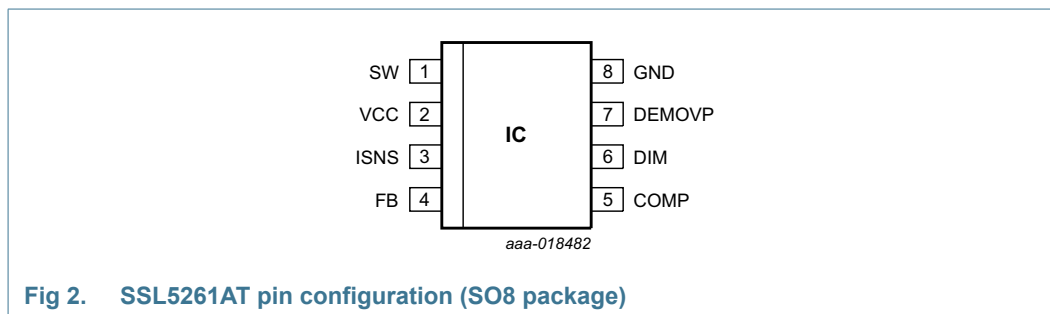 SW 1
8 GND
VCC 2
7 DEMOVP
IC
ISNS 3
6 DIM
FB 4
5 COMP
aaa-018482
Fig 2. SSL5261AT pin configuration (SO8 package)